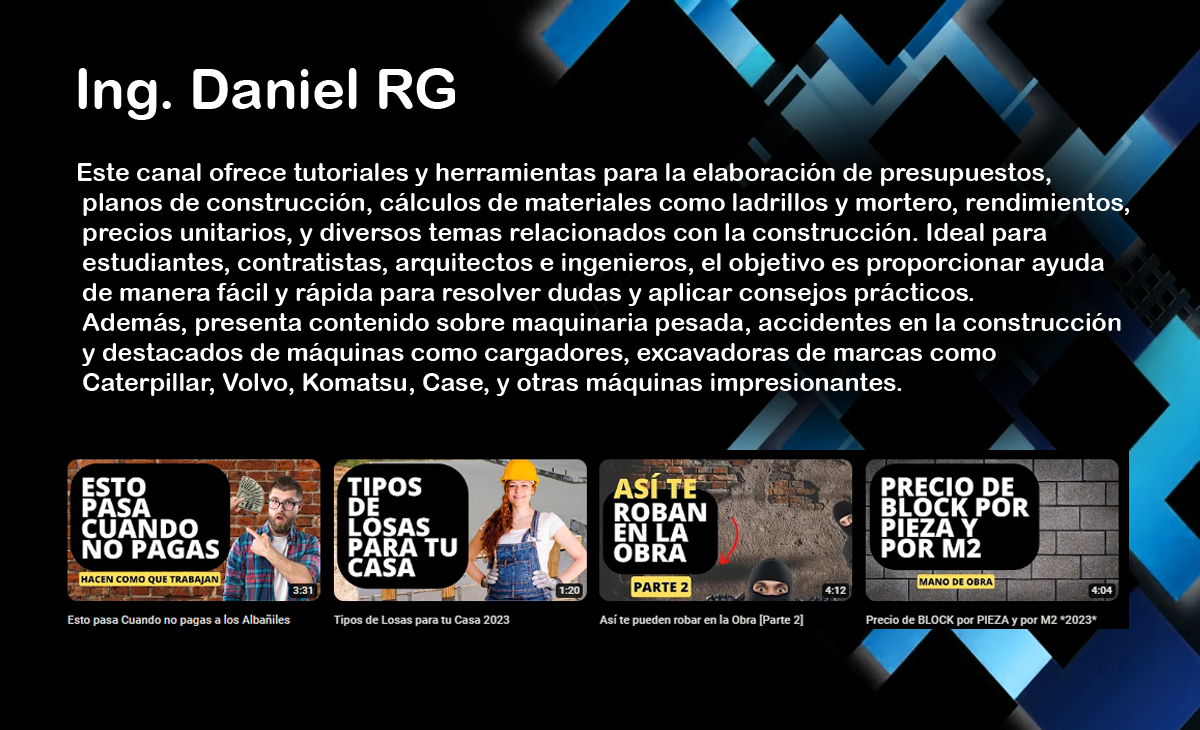 Ing. Daniel RG
Este canal ofrece tutoriales y herramientas para la elaboración de presupuestos,
planos de construcción, cálculos de materiales como ladrillos y mortero, rendimientos,
precios unitarios, y diversos temas relacionados con la construcción. Ideal para
estudiantes, contratistas, arquitectos e ingenieros, el objetivo es proporcionar ayuda
de manera fácil y rápida para resolver dudas y aplicar consejos prácticos.
Además, presenta contenido sobre maquinaria pesada, accidentes en la construcción
y destacados de máquinas como cargadores, excavadoras de marcas como
Caterpillar, Volvo, Komatsu, Case, y otras máquinas impresionantes.
ESTO
PASA
CUANDO
NO PAGAS
HACEN COMO QUE TRABAJAN
3:31
Esto pasa Cuando no pagas a los Albañiles
TIPOS
DE
LOSAS
PARA TU
CASA
1:20
Tipos de Losas para tu Casa 2023
ASÍ TE
ROBAN
EN LA
OBRA
PARTE 2
4:12
Así te pueden robar en la Obra [Parte 2]
PRECIO DE
BLOCK POR
PIEZA Y
POR M2
MANO DE OBRA
4:04
Precio de BLOCK por PIEZA y por M2 *2023*